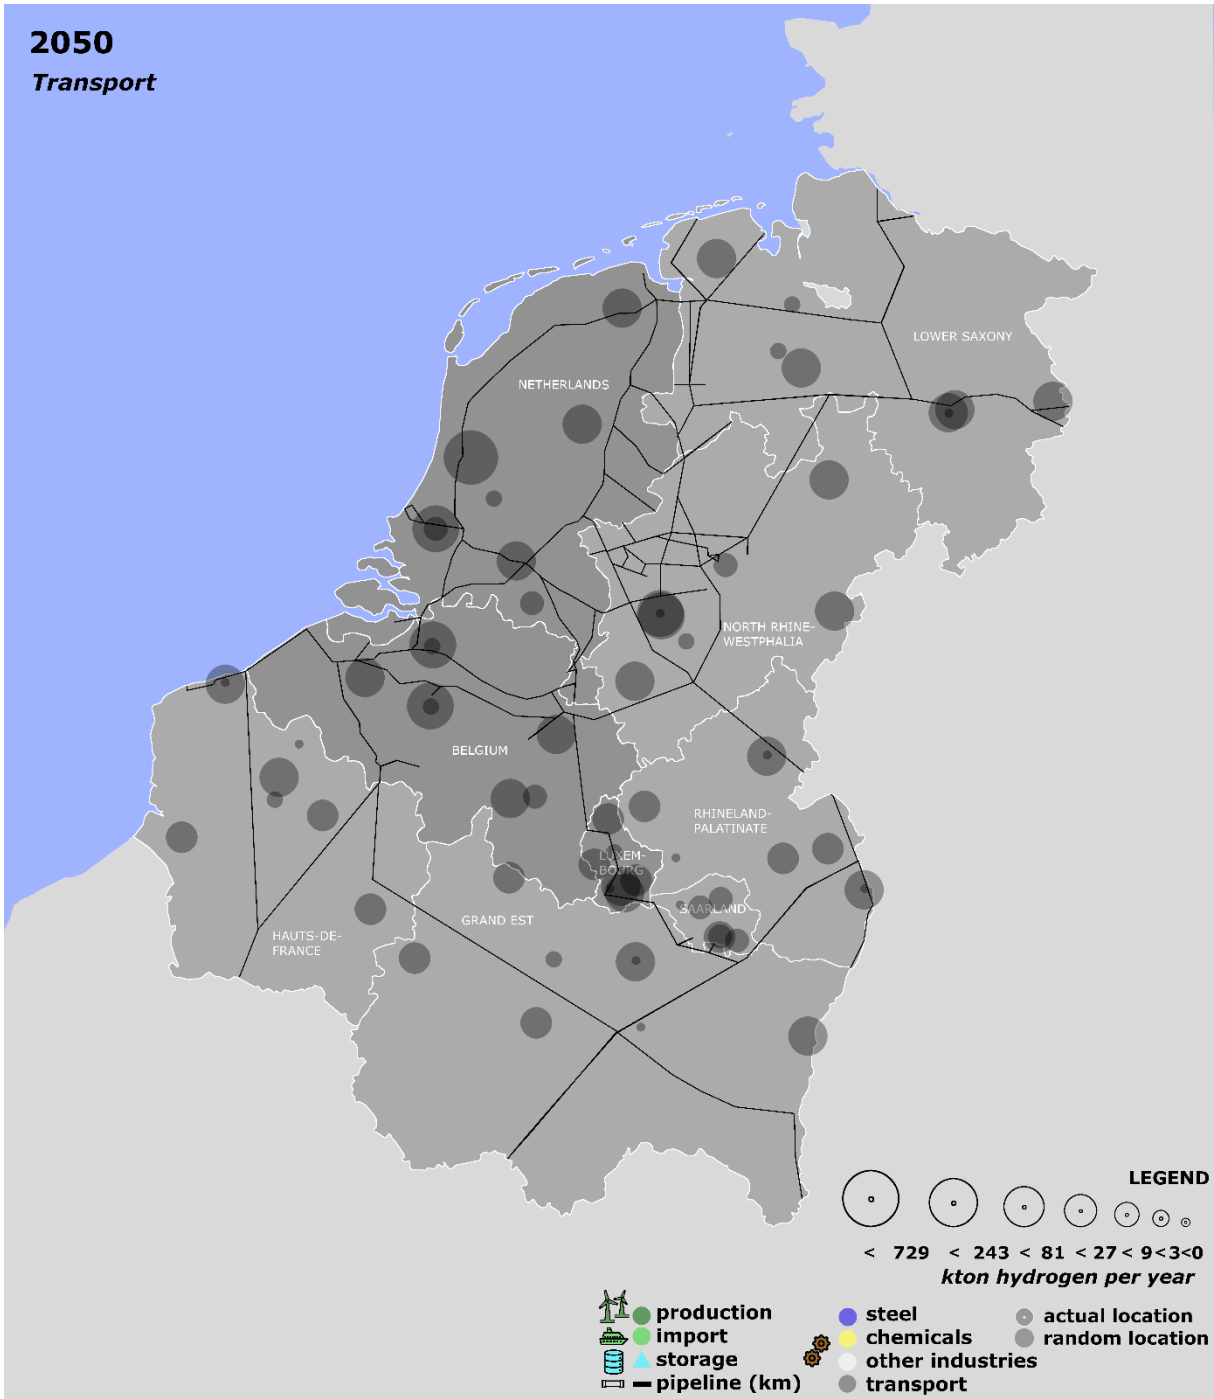 2050
Transport
LOWER SAXONY
NETHERLANDS
NORTH RHINE-
WESTPHALIA
BELGIUM
RHINELAND-
PALATINATE
LUXEM-
BOURG
SAARLAND
GRAND EST
HAUTS-DE-
FRANCE
LEGEND
< 729 < 243 < 81 < 27 < 9 <3 <0
kton hydrogen per year
production
import
storage
pipeline (km)
steel
chemicals
other industries
transport
actual location
random location